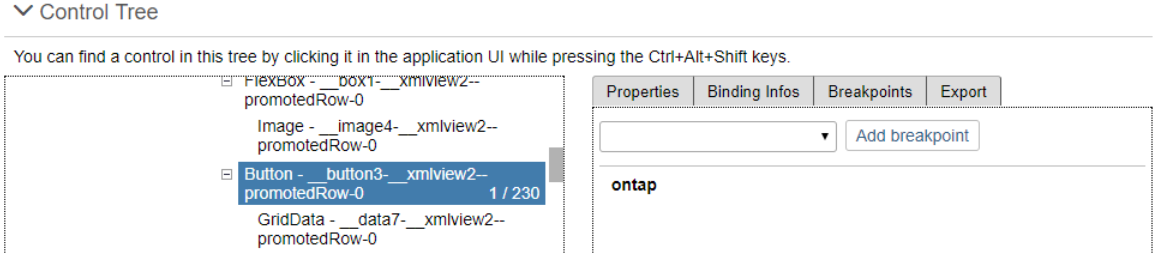 Control Tree
You can find a control in this tree by clicking it in the application UI while pressing the Ctrl+Alt+Shift keys.
FlexBox - __box1-__xmlview2--
promotedRow-0
Image - __image4-__xmlview2--
promotedRow-0
Button - __button3-__xmlview2--
promotedRow-0 1 / 230
GridData - __data7-__xmlview2--
promotedRow-0
Properties Binding Infos Breakpoints Export
Add breakpoint
ontap